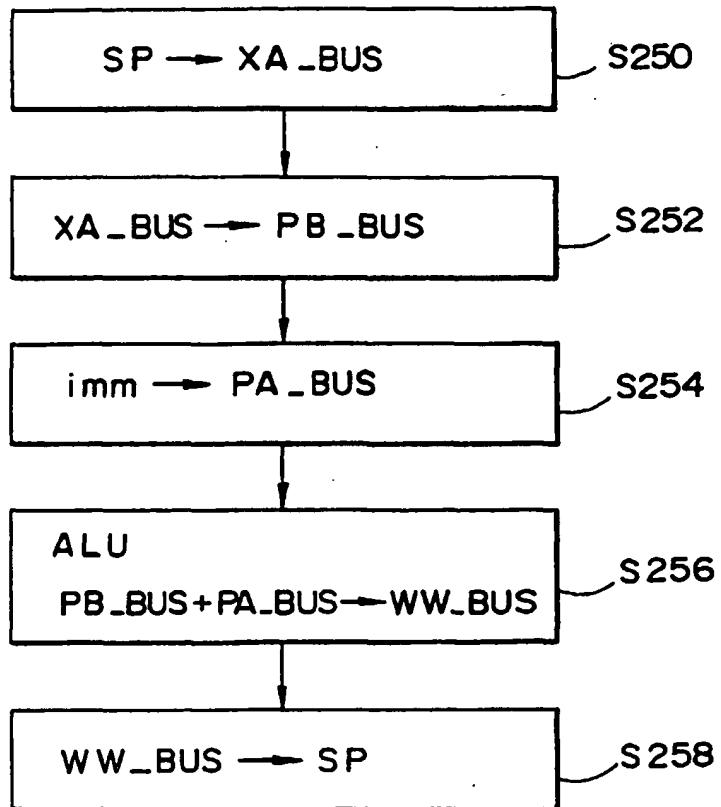 SP → XA_BUS
S250
XA_BUS → PB_BUS
S252
imm → PA_BUS
S254
ALU
PB_BUS+PA_BUS→WW_BUS
S256
WW_BUS → SP
S258